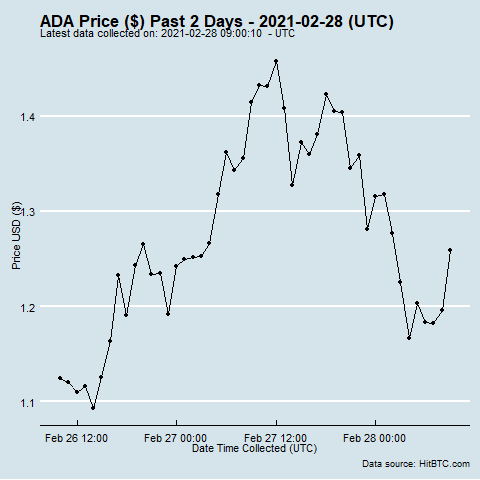 ADA Price ($) Past 2 Days - 2021-02-28 (UTC)
Latest data collected on: 2021-02-28 09:00:10 - UTC
1.4
1.3
1.2
1.1
Price USD ($)
Feb 26 12:00
Feb 27 00:00
Feb 27 12:00
Feb 28 00:00
Date Time Collected (UTC)
Data source: HitBTC.com